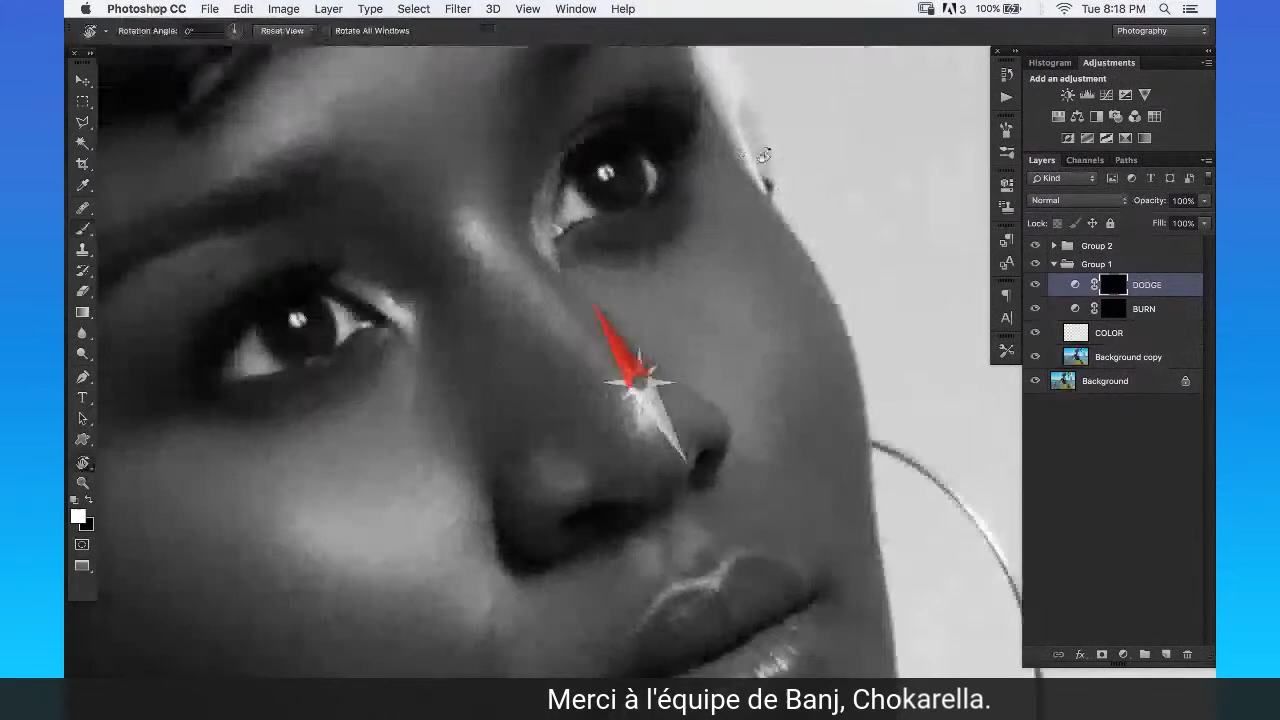 Photoshop CC File Edit Image Layer Type Select Filter 3D View Window Help 3 100% Tue 8:18 PM
Rotation Angle: 0° Reset View Rotate All Windows Photography
Histogram Adjustments
Add an adjustment
Layers Channels Paths
Kind
Normal Opacity: 100%
Lock: Fill: 100%
Group 2
Group 1
DODGE
BURN
COLOR
Background copy
Background
Merci à l'équipe de Banj, Chokarella.